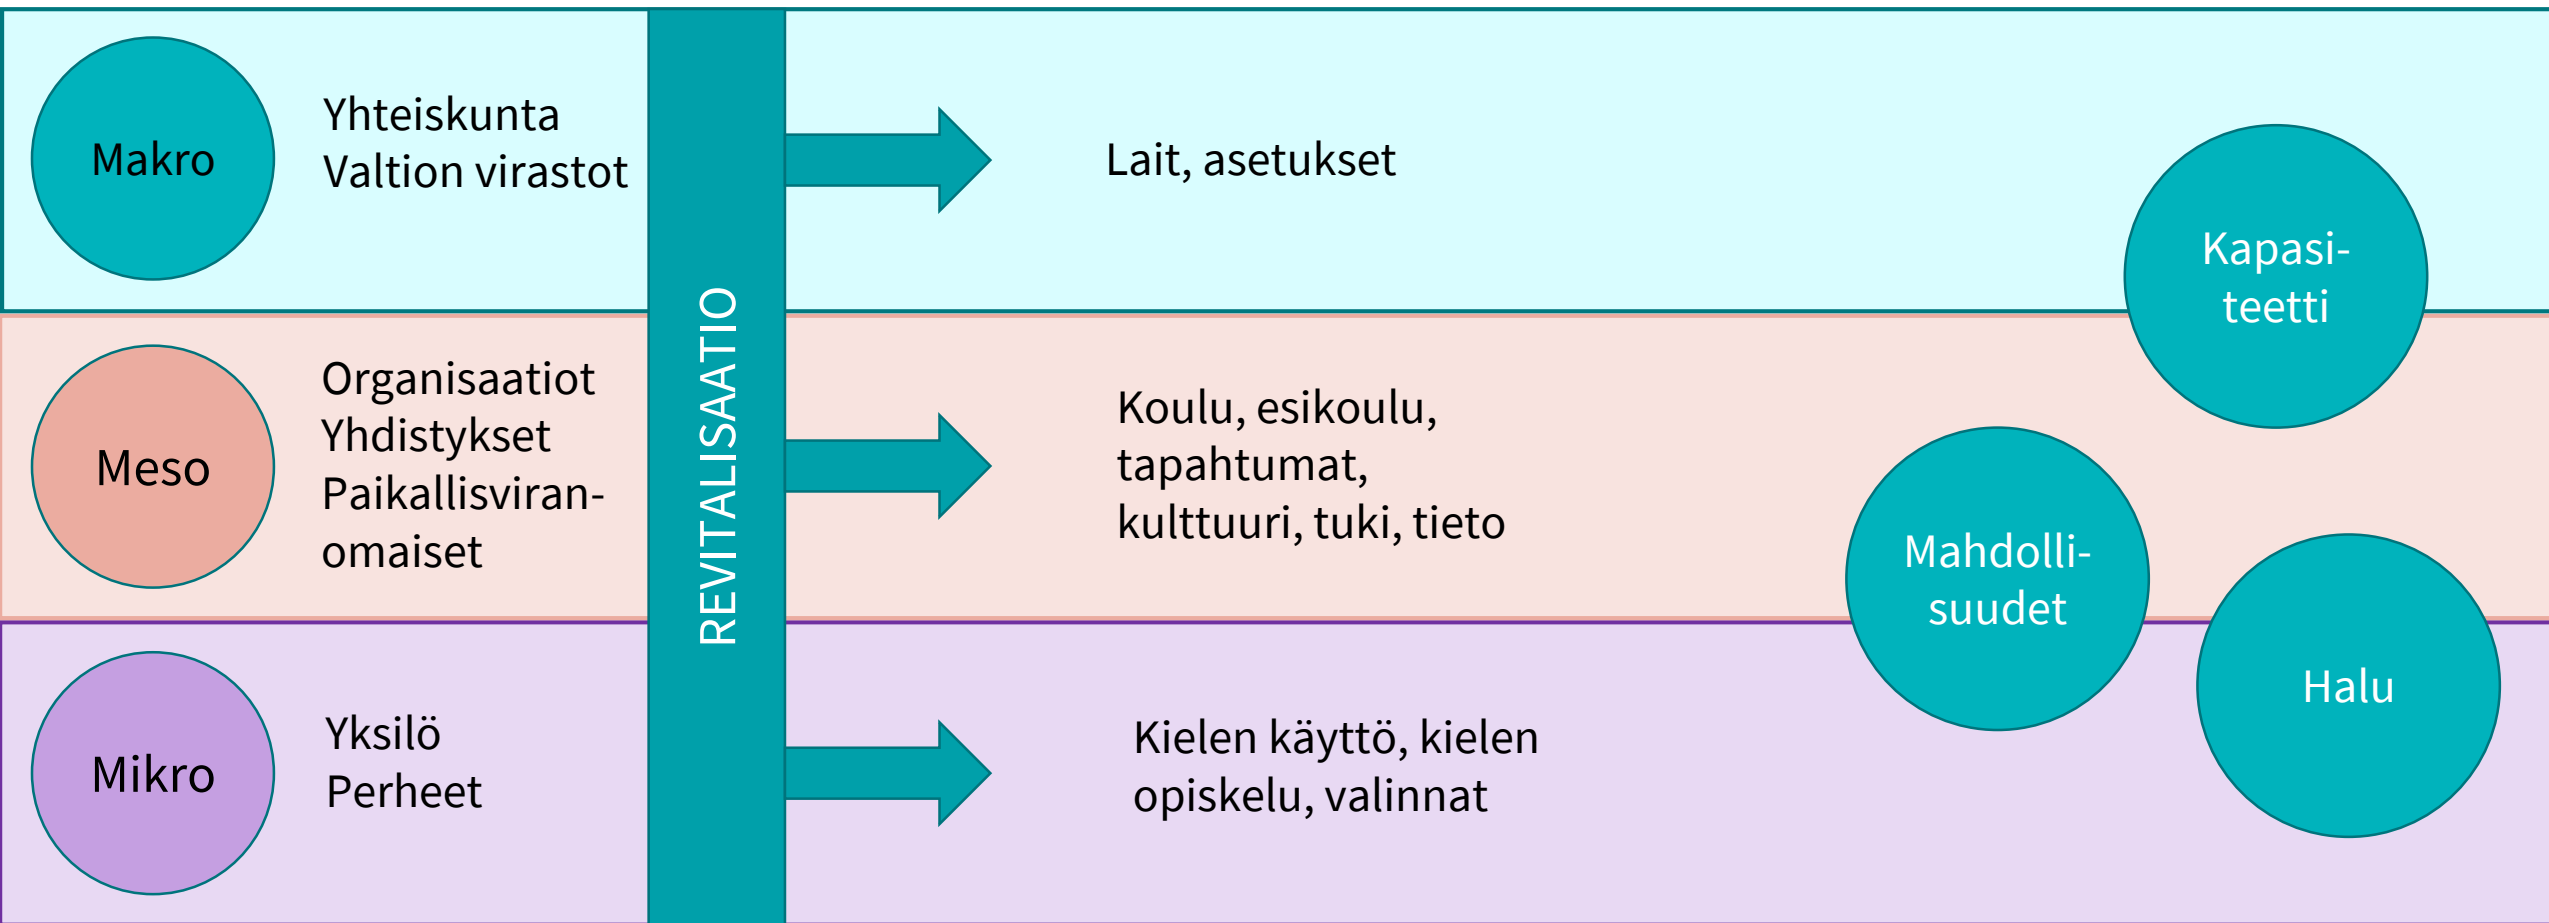 Makro
Yhteiskunta
Valtion virastot
Lait, asetukset
Meso
Organisaatiot
Yhdistykset
Paikallisviran-
omaiset
Koulu, esikoulu,
tapahtumat,
kulttuuri, tuki, tieto
Mikro
Yksilö
Perheet
Kielen käyttö, kielen
opiskelu, valinnat
REVITALISAATIO
Kapasi-
teetti
Mahdolli-
suudet
Halu